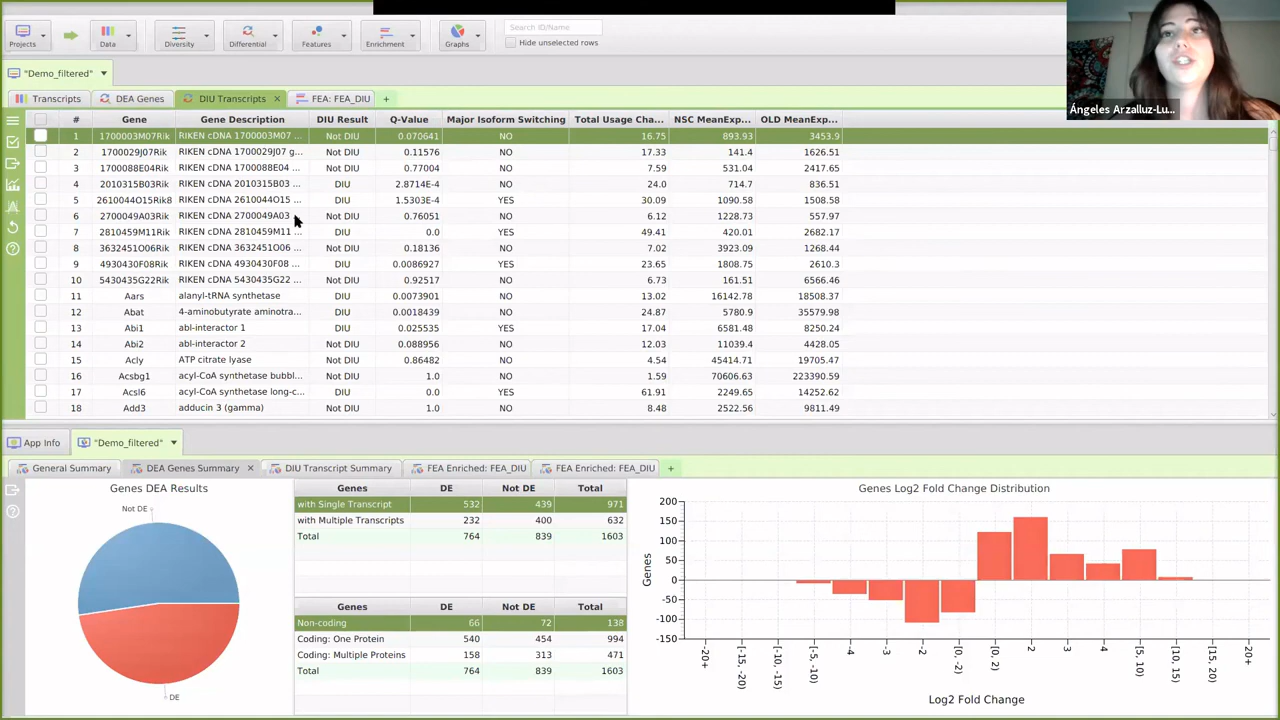 Projects
Data
Diversity
Differential
Features
Enrichment
Graphs
Search ID/Name
Hide unselected rows
Ángeles Arzalluz-Lu...
"Demo_filtered"
Transcripts DEA Genes DIU Transcripts × FEA: FEA_DIU +
# Gene Gene Description DIU Result Q-Value Major Isoform Switching Total Usage Cha... NSC MeanExp... OLD MeanExp...
1 1700003M07Rik RIKEN cDNA 1700003M07 ... Not DIU 0.070641 NO 16.75 893.93 3453.9
2 1700029J07Rik RIKEN cDNA 1700029J07 g... Not DIU 0.11576 NO 17.33 141.4 1626.51
3 1700088E04Rik RIKEN cDNA 1700088E04 ... Not DIU 0.77004 NO 7.59 531.04 2417.65
4 2010315B03Rik RIKEN cDNA 2010315B03 ... DIU 2.8714E-4 NO 24.0 714.7 836.51
5 2610044O15Rik8 RIKEN cDNA 2610044O15 ... DIU 1.5303E-4 YES 30.09 1090.58 1508.58
6 2700049A03Rik RIKEN cDNA 2700049A03 Not DIU 0.76051 NO 6.12 1228.73 557.97
7 2810459M11Rik RIKEN cDNA 2810459M11 ... DIU 0.0 YES 49.41 420.01 2682.17
8 3632451O06Rik RIKEN cDNA 3632451O06 ... Not DIU 0.18136 NO 7.02 3923.09 1268.44
9 4930430F08Rik RIKEN cDNA 4930430F08 ... DIU 0.0086927 YES 23.65 1808.75 2610.3
10 5430435G22Rik RIKEN cDNA 5430435G22 ... Not DIU 0.92517 NO 6.73 161.51 6566.46
11 Aars alanyl-tRNA synthetase DIU 0.0073901 NO 13.02 16142.78 18508.37
12 Abat 4-aminobutyrate aminotra... DIU 0.0018439 NO 24.87 5780.9 35579.98
13 Abi1 abl-interactor 1 DIU 0.025535 YES 17.04 6581.48 8250.24
14 Abi2 abl-interactor 2 Not DIU 0.088956 NO 12.03 11039.4 4428.05
15 Acly ATP citrate lyase Not DIU 0.86482 NO 4.54 45414.71 19705.47
16 Acsbg1 acyl-CoA synthetase bubbl... Not DIU 1.0 NO 1.59 70606.63 223390.59
17 Acsl6 acyl-CoA synthetase long-c... DIU 0.0 YES 61.91 2249.65 14252.62
18 Add3 adducin 3 (gamma) Not DIU 1.0 NO 8.48 2522.56 9811.49
App Info "Demo_filtered"
General Summary DEA Genes Summary × DIU Transcript Summary FEA Enriched: FEA_DIU FEA Enriched: FEA_DIU +
Genes DEA Results
Not DE
DE
Genes DE Not DE Total
with Single Transcript 532 439 971
with Multiple Transcripts 232 400 632
Total 764 839 1603
Genes DE Not DE Total
Non-coding 66 72 138
Coding: One Protein 540 454 994
Coding: Multiple Proteins 158 313 471
Total 764 839 1603
Genes Log2 Fold Change Distribution
Genes
200
150
100
50
0
-50
-100
-150
-20+ [-15, -20) [-10, -15) [-5, -10) -4 -3 -2 [0, -2) [0, 2) 2 3 4 [5, 10) [10, 15) [15, 20) 20+
Log2 Fold Change